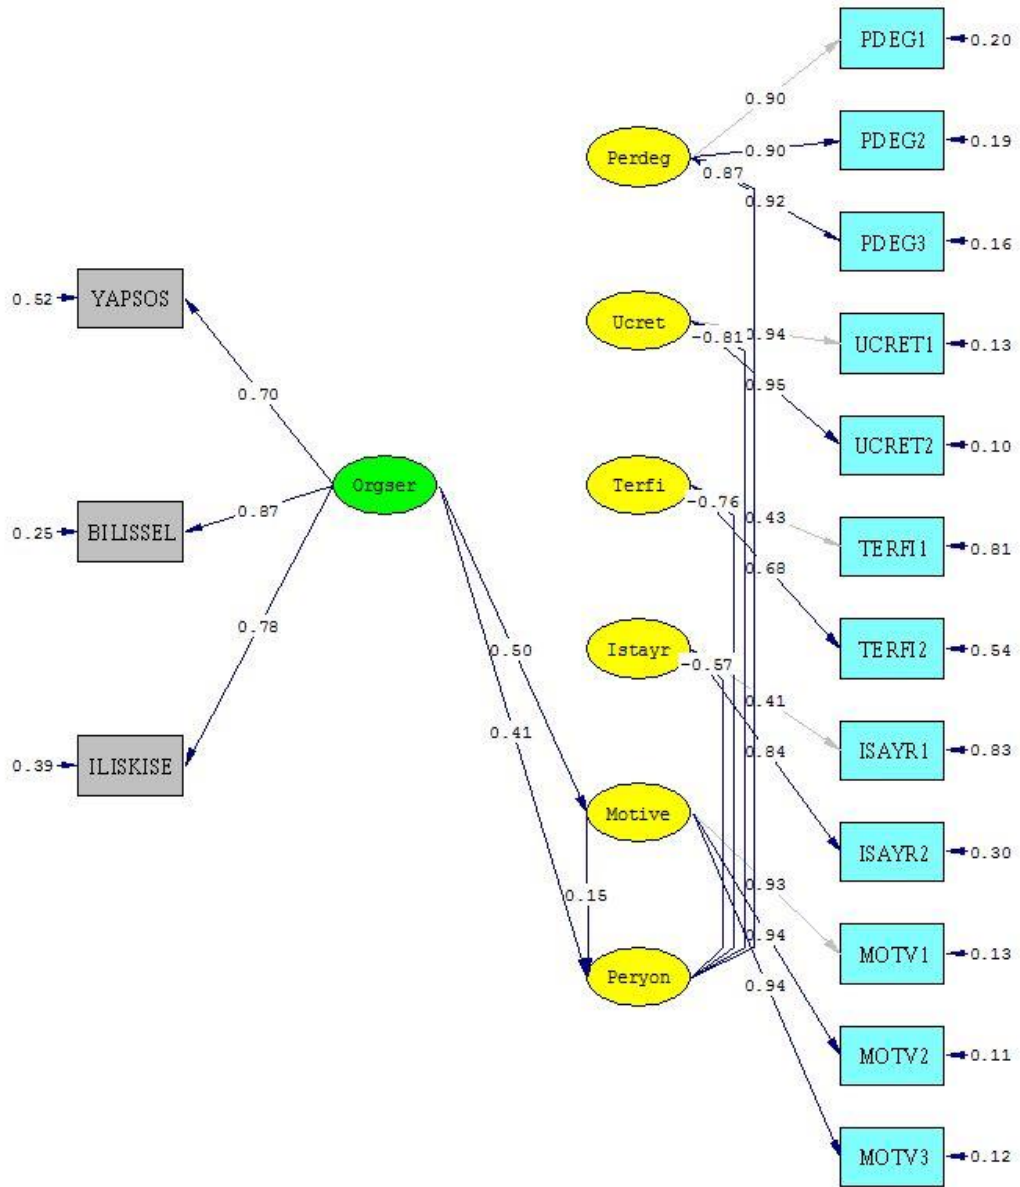 PDEG1
0.20
0.90
PDEG2
0.19
Perdeg
0.90
0.87
0.92
PDEG3
0.16
0.52
YAPSOS
Ucret
-0.81
0.94
UCRET1
0.13
0.70
0.95
UCRET2
0.10
Orgser
Terfi
-0.76
0.43
0.25
BILISSEL
0.87
TERFI1
0.81
0.68
0.78
0.50
Istayr
-0.57
TERFI2
0.54
0.41
0.41
0.84
ISAYR1
0.83
0.39
ILISKISE
Motive
ISAYR2
0.30
0.15
0.93
0.94
MOTV1
0.13
Peryon
0.94
MOTV2
0.11
MOTV3
0.12